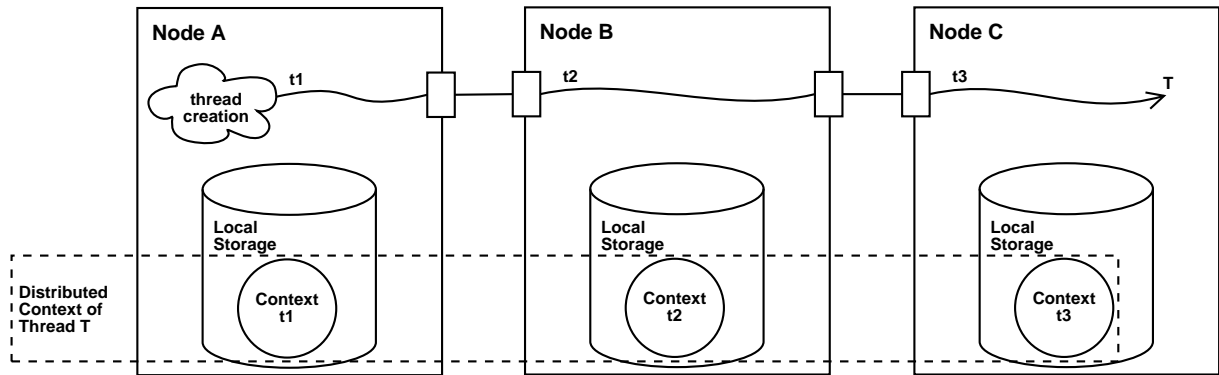 Node A
Node B
Node C
t1
t2
t3
T
thread
creation
Local
Storage
Local
Storage
Local
Storage
Distributed
Context of
Thread T
Context
t1
Context
t2
Context
t3